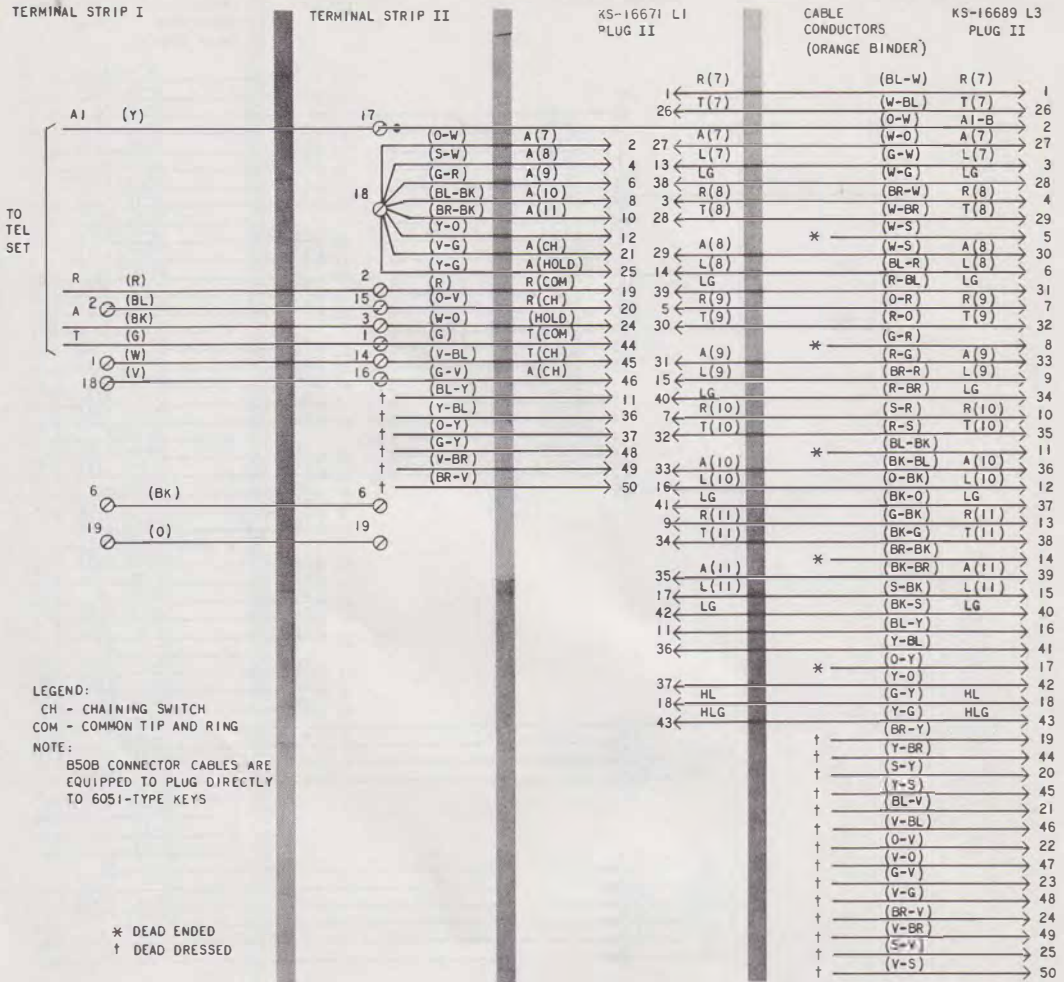 TERMINAL STRIP I TERMINAL STRIP II KS-16671 L1 CABLE KS-16689 L3
PLUG II CONDUCTORS PLUG II
(ORANGE BINDER)
R(7) (BL-W) R(7)
1 1
T(7) (W-BL) T(7)
26 26
A1 (Y) 17 (O-W) A1-B
2
(O-W) A(7) 2 27 A(7) (W-O) A(7) 27
(S-W) A(8) 4 13 L(7) (G-W) L(7) 3
(G-R) A(9) 6 38 LG (W-G) LG 28
18 (BL-BK) A(10) 8 3 R(8) (BR-W) R(8) 4
(BR-BK) A(11) 10 28 T(8) (W-BR) T(8) 29
TO
TEL
SET
(Y-O) 12 * (W-S) 5
(V-G) A(CH) 21 29 A(8) (W-S) A(8) 30
(Y-G) A(HOLD) 25 14 L(8) (BL-R) L(8) 6
R (R) 2 (R) R(COM) 19 39 LG (R-BL) LG 31
A 2 (BL) 15 (O-V) R(CH) 20 5 R(9) (O-R) R(9) 7
(BK) 3 (W-O) (HOLD) 24 30 T(9) (R-O) T(9) 32
T (G) 1 (G) T(COM) 44 * (G-R) 8
1 (W) 14 (V-BL) T(CH) 45 31 A(9) (R-G) A(9) 33
18 (V) 16 (G-V) A(CH) 46 15 L(9) (BR-R) L(9) 9
† (BL-Y) 11 40 LG (R-BR) LG 34
† (Y-BL) 36 7 R(10) (S-R) R(10) 10
† (O-Y) 37 32 T(10) (R-S) T(10) 35
† (G-Y) 48 * (BL-BK) 11
† (V-BR) 49 33 A(10) (BK-BL) A(10) 36
† (BR-V) 50 16 L(10) (O-BK) L(10) 12
6 (BK) 6 41 LG (BK-O) LG 37
9 R(11) (G-BK) R(11) 13
19 (O) 19 34 T(11) (BK-G) T(11) 38
* (BR-BK) 14
35 A(11) (BK-BR) A(11) 39
17 L(11) (S-BK) L(11) 15
42 LG (BK-S) LG 40
11 (BL-Y) 16
36 (Y-BL) 41
* (O-Y) 17
37 (Y-O) 42
18 HL (G-Y) HL 18
43 HLG (Y-G) HLG 43
LEGEND:
CH - CHAINING SWITCH
COM - COMMON TIP AND RING
NOTE:
B50B CONNECTOR CABLES ARE
EQUIPPED TO PLUG DIRECTLY
TO 6051-TYPE KEYS
† (BR-Y) 19
† (Y-BR) 44
† (S-Y) 20
† (Y-S) 45
† (BL-V) 21
† (V-BL) 46
† (O-V) 22
† (V-O) 47
† (G-V) 23
† (V-G) 48
† (BR-V) 24
† (V-BR) 49
† (S-V) 25
† (V-S) 50
* DEAD ENDED
† DEAD DRESSED